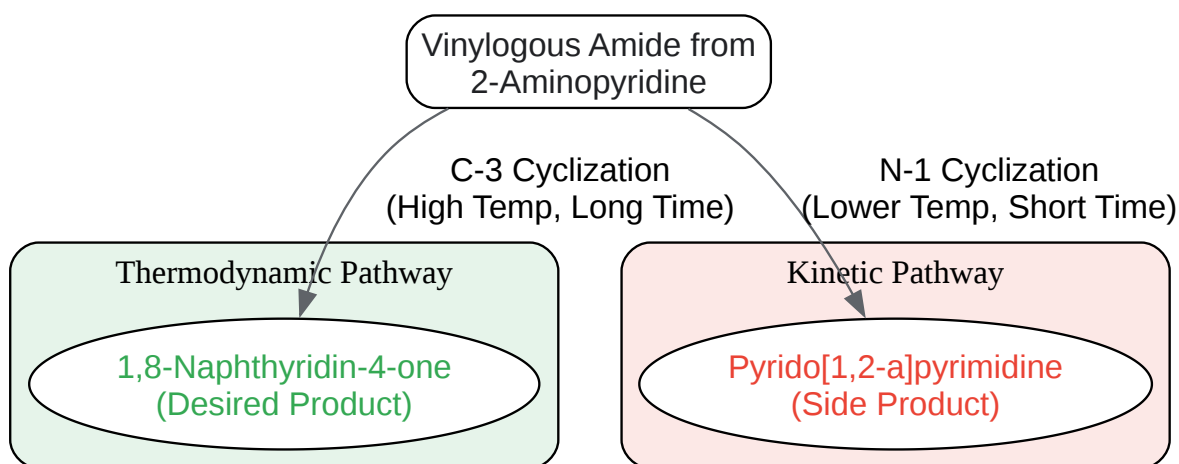 Vinylogous Amide from
2-Aminopyridine
C-3 Cyclization
(High Temp, Long Time)
N-1 Cyclization
(Lower Temp, Short Time)
Thermodynamic Pathway
1,8-Naphthyridin-4-one
(Desired Product)
Kinetic Pathway
Pyrido[1,2-a]pyrimidine
(Side Product)